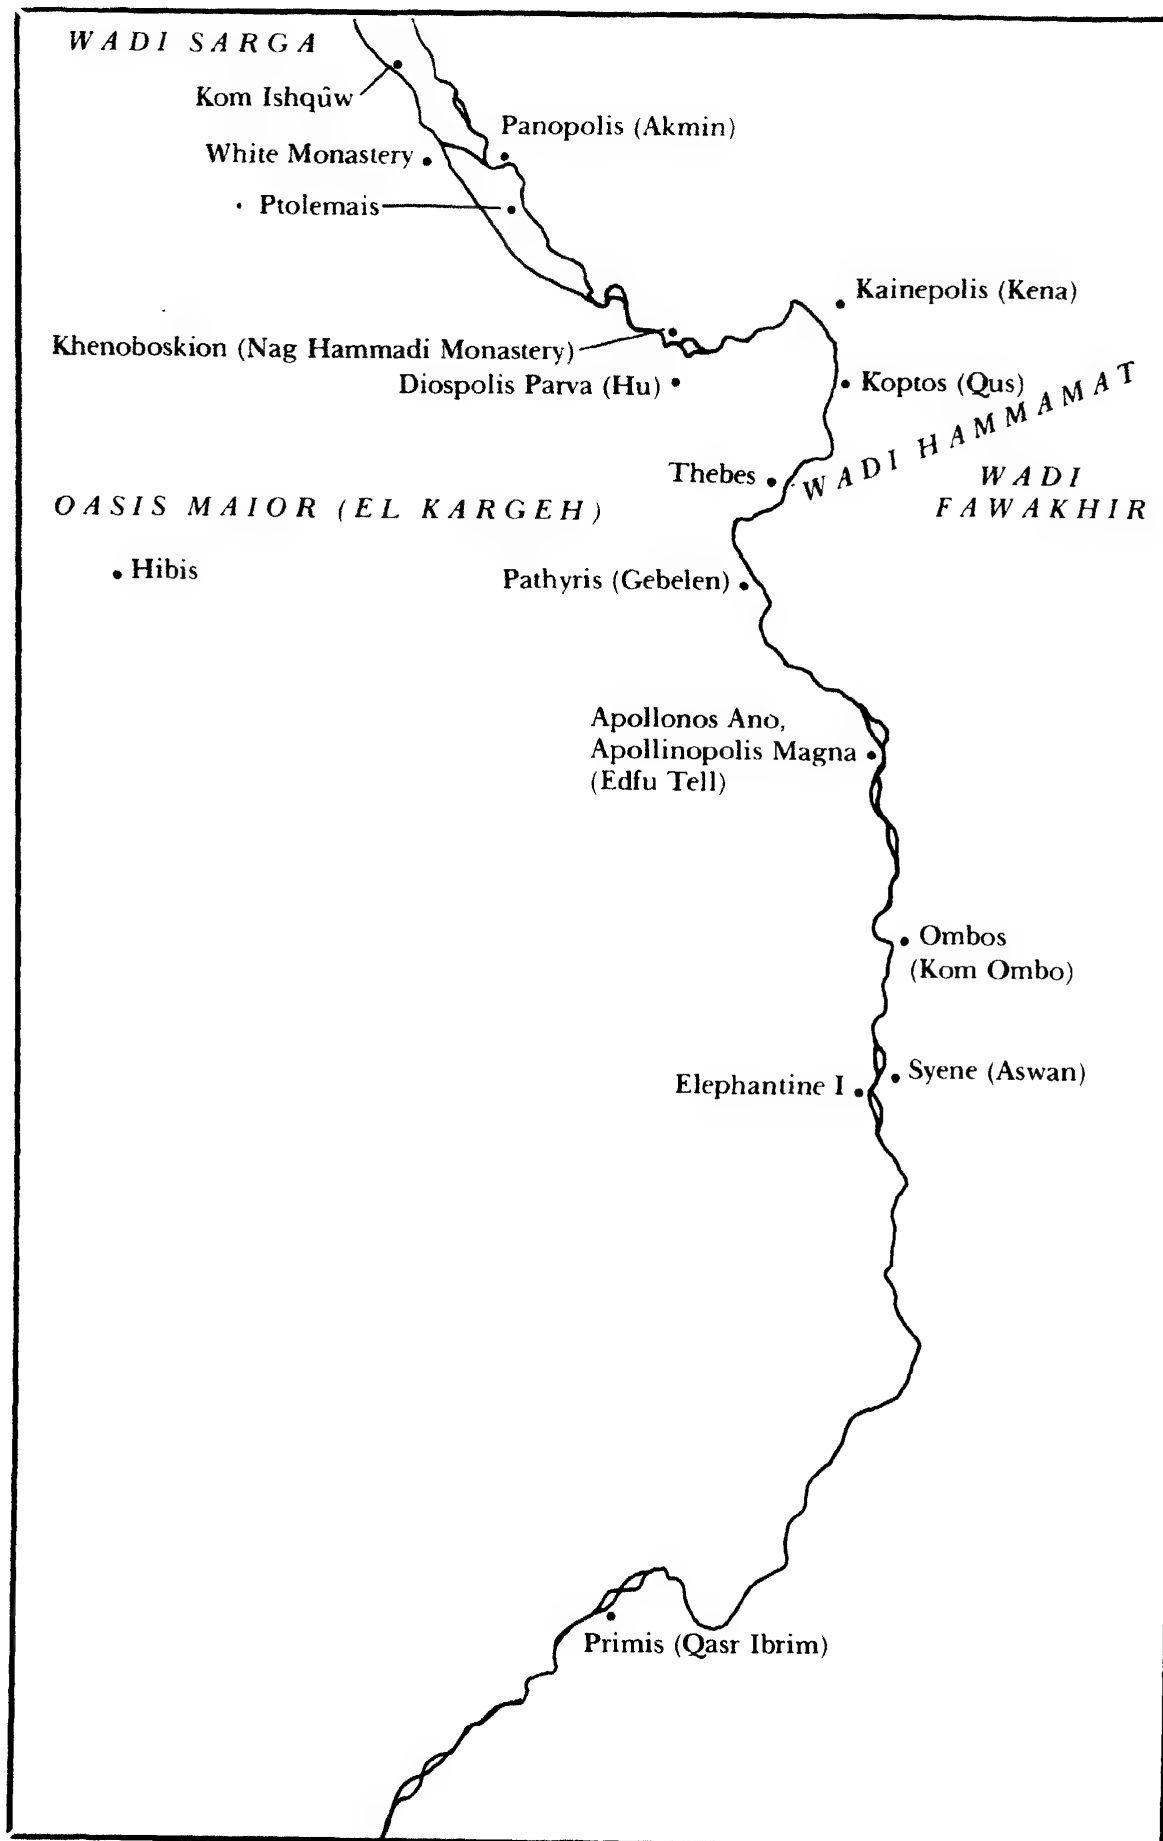 WADI SARGA
Kom Ishqûw
Panopolis (Akmin)
White Monastery
Ptolemais
Kainepolis (Kena)
Khenoboskion (Nag Hammadi Monastery)
Diospolis Parva (Hu)
Koptos (Qus)
WADI HAMMAMAT
Thebes
WADI
FAWAKHIR
OASIS MAIOR (EL KARGEH)
Hibis
Pathyris (Gebelen)
Apollonos Ano,
Apollinopolis Magna
(Edfu Tell)
Ombos
(Kom Ombo)
Syene (Aswan)
Elephantine I
Primis (Qasr Ibrim)